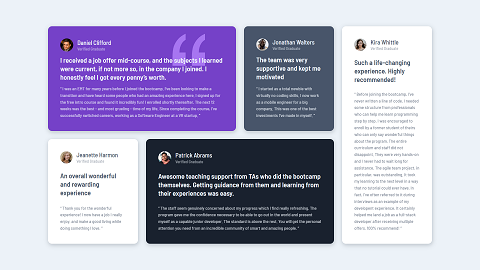 Daniel Clifford
Verified Graduate
I received a job offer mid-course, and the subjects I learned
were current, if not more so, in the company I joined. I
honestly feel I got every penny's worth.
" I was an EMT for many years before I joined the bootcamp. I've been looking to make a
transition and have heard some people who had an amazing experience here. I signed up for
the free intro course and found it incredibly fun! I enrolled shortly thereafter. The next 12
weeks was the best - and most grueling - time of my life. Since completing the course, I've
successfully switched careers, working as a Software Engineer at a VR startup. "
Jonathan Walters
Verified Graduate
The team was very
supportive and kept me
motivated
" I started as a total newbie with
virtually no coding skills. I now work
as a mobile engineer for a big
company. This was one of the best
investments I've made in myself. "
Kira Whittle
Verified Graduate
Such a life-changing
experience. Highly
recommended!
" Before joining the bootcamp, I've
never written a line of code. I needed
some structure from professionals
who can help me learn programming
step by step. I was encouraged to
enroll by a former student of theirs
who can only say wonderful things
about the program. The entire
curriculum and staff did not
disappoint. They were very hands-on
and I never had to wait long for
assistance. The agile team project, in
particular, was outstanding. It took
my learning to the next level in a way
that no tutorial could ever have. In
fact, I've often referred to it during
interviews as an example of my
development experience. It certainly
helped me land a job as a full-stack
developer after receiving multiple
offers. 100% recommend! "
Jeanette Harmon
Verified Graduate
An overall wonderful
and rewarding
experience
" Thank you for the wonderful
experience! I now have a job I really
enjoy, and make a good living while
doing something I love. "
Patrick Abrams
Verified Graduate
Awesome teaching support from TAs who did the bootcamp
themselves. Getting guidance from them and learning from
their experiences was easy.
" The staff seem genuinely concerned about my progress which I find really refreshing. The
program gave me the confidence necessary to be able to go out in the world and present
myself as a capable junior developer. The standard is above the rest. You will get the personal
attention you need from an incredible community of smart and amazing people. "